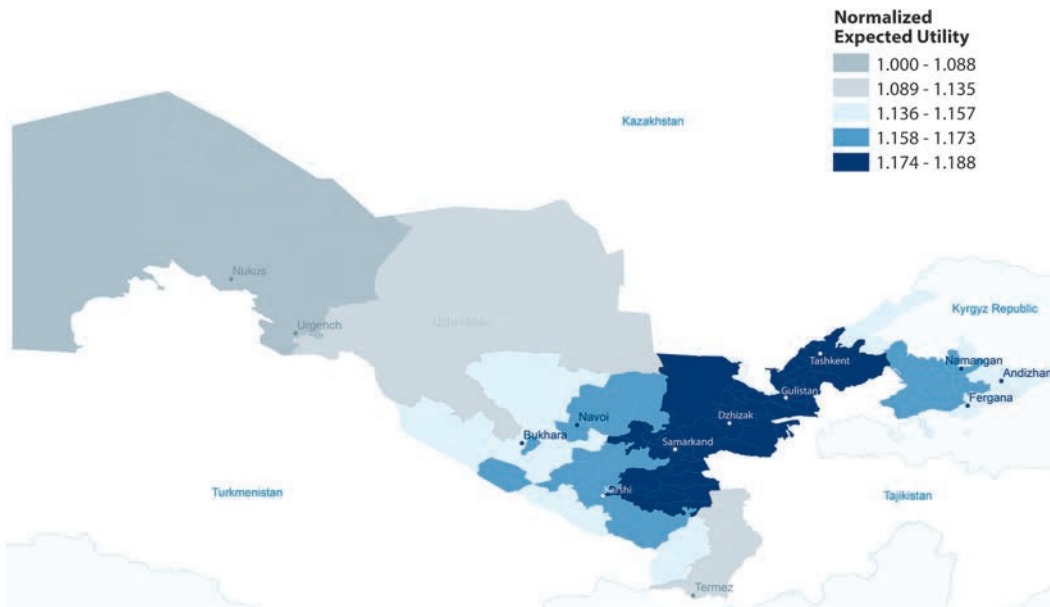 Normalized
Expected Utility
1.000 - 1.088
1.089 - 1.135
1.136 - 1.157
1.158 - 1.173
1.174 - 1.188
Kazakhstan
Nukus
Urgench
Uzbekistan
Kyrgyz Republic
Tashkent
Namangan
Andizhan
Gulistan
Fergana
Dzhizak
Navoi
Bukhara
Samarkand
Karshi
Turkmenistan
Tajikistan
Termez